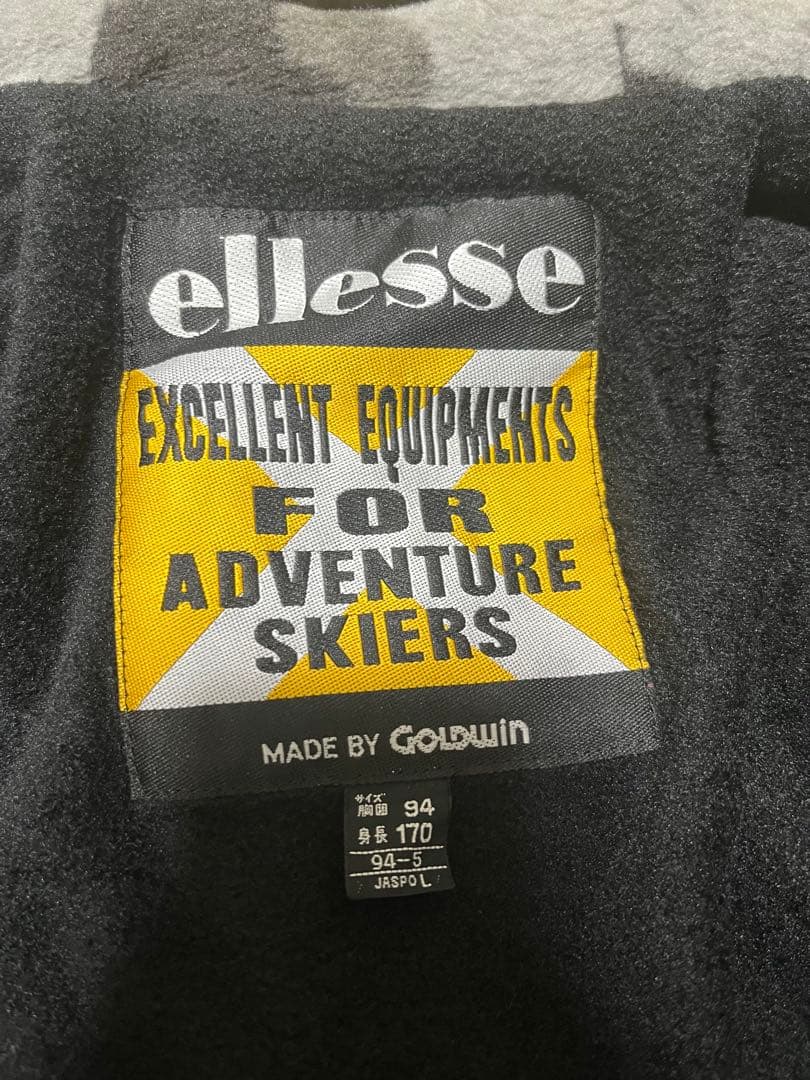 ellesse
EXCELLENT EQUIPMENTS
FOR
ADVENTURE
SKIERS
MADE BY GOLDWIN
サイズ
胸囲 94
身長 170
94-5
JASPO L